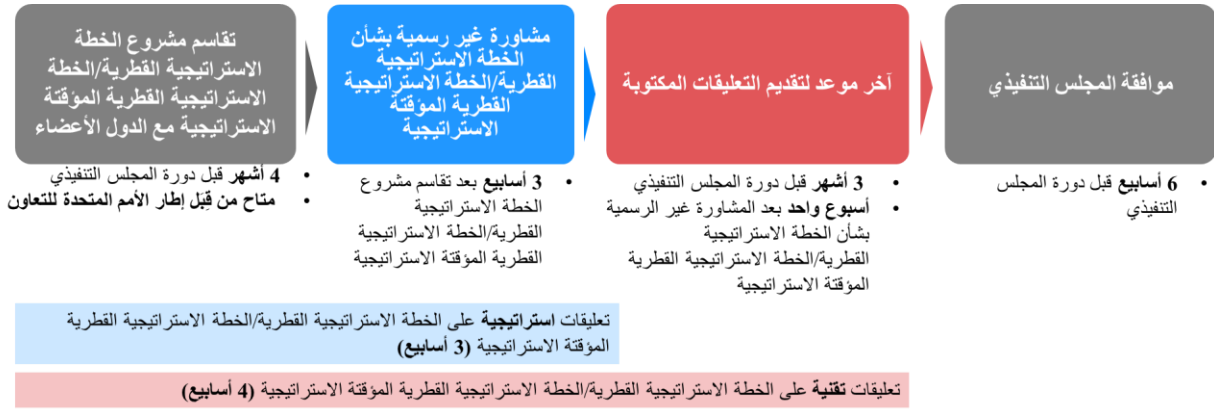 تقاسم مشروع الخطة
الاستراتيجية القطرية/الخطة
الاستراتيجية القطرية المؤقتة
الاستراتيجية مع الدول الأعضاء
• 4 أشهر قبل دورة المجلس التنفيذي
• متاح من قِبَل إطار الأمم المتحدة للتعاون
مشاورة غير رسمية بشأن
الخطة الاستراتيجية
القطرية/الخطة الاستراتيجية
القطرية المؤقتة
الاستراتيجية
• 3 أسابيع بعد تقاسم مشروع
الخطة الاستراتيجية
القطرية/الخطة الاستراتيجية
القطرية المؤقتة الاستراتيجية
آخر موعد لتقديم التعليقات المكتوبة
• 3 أشهر قبل دورة المجلس التنفيذي
• أسبوع واحد بعد المشاورة غير الرسمية
بشأن الخطة الاستراتيجية
القطرية/الخطة الاستراتيجية القطرية
المؤقتة الاستراتيجية
موافقة المجلس التنفيذي
• 6 أسابيع قبل دورة المجلس
التنفيذي
تعليقات استراتيجية على الخطة الاستراتيجية القطرية/الخطة الاستراتيجية القطرية
المؤقتة الاستراتيجية (3 أسابيع)
تعليقات تقنية على الخطة الاستراتيجية القطرية/الخطة الاستراتيجية القطرية المؤقتة الاستراتيجية (4 أسابيع)